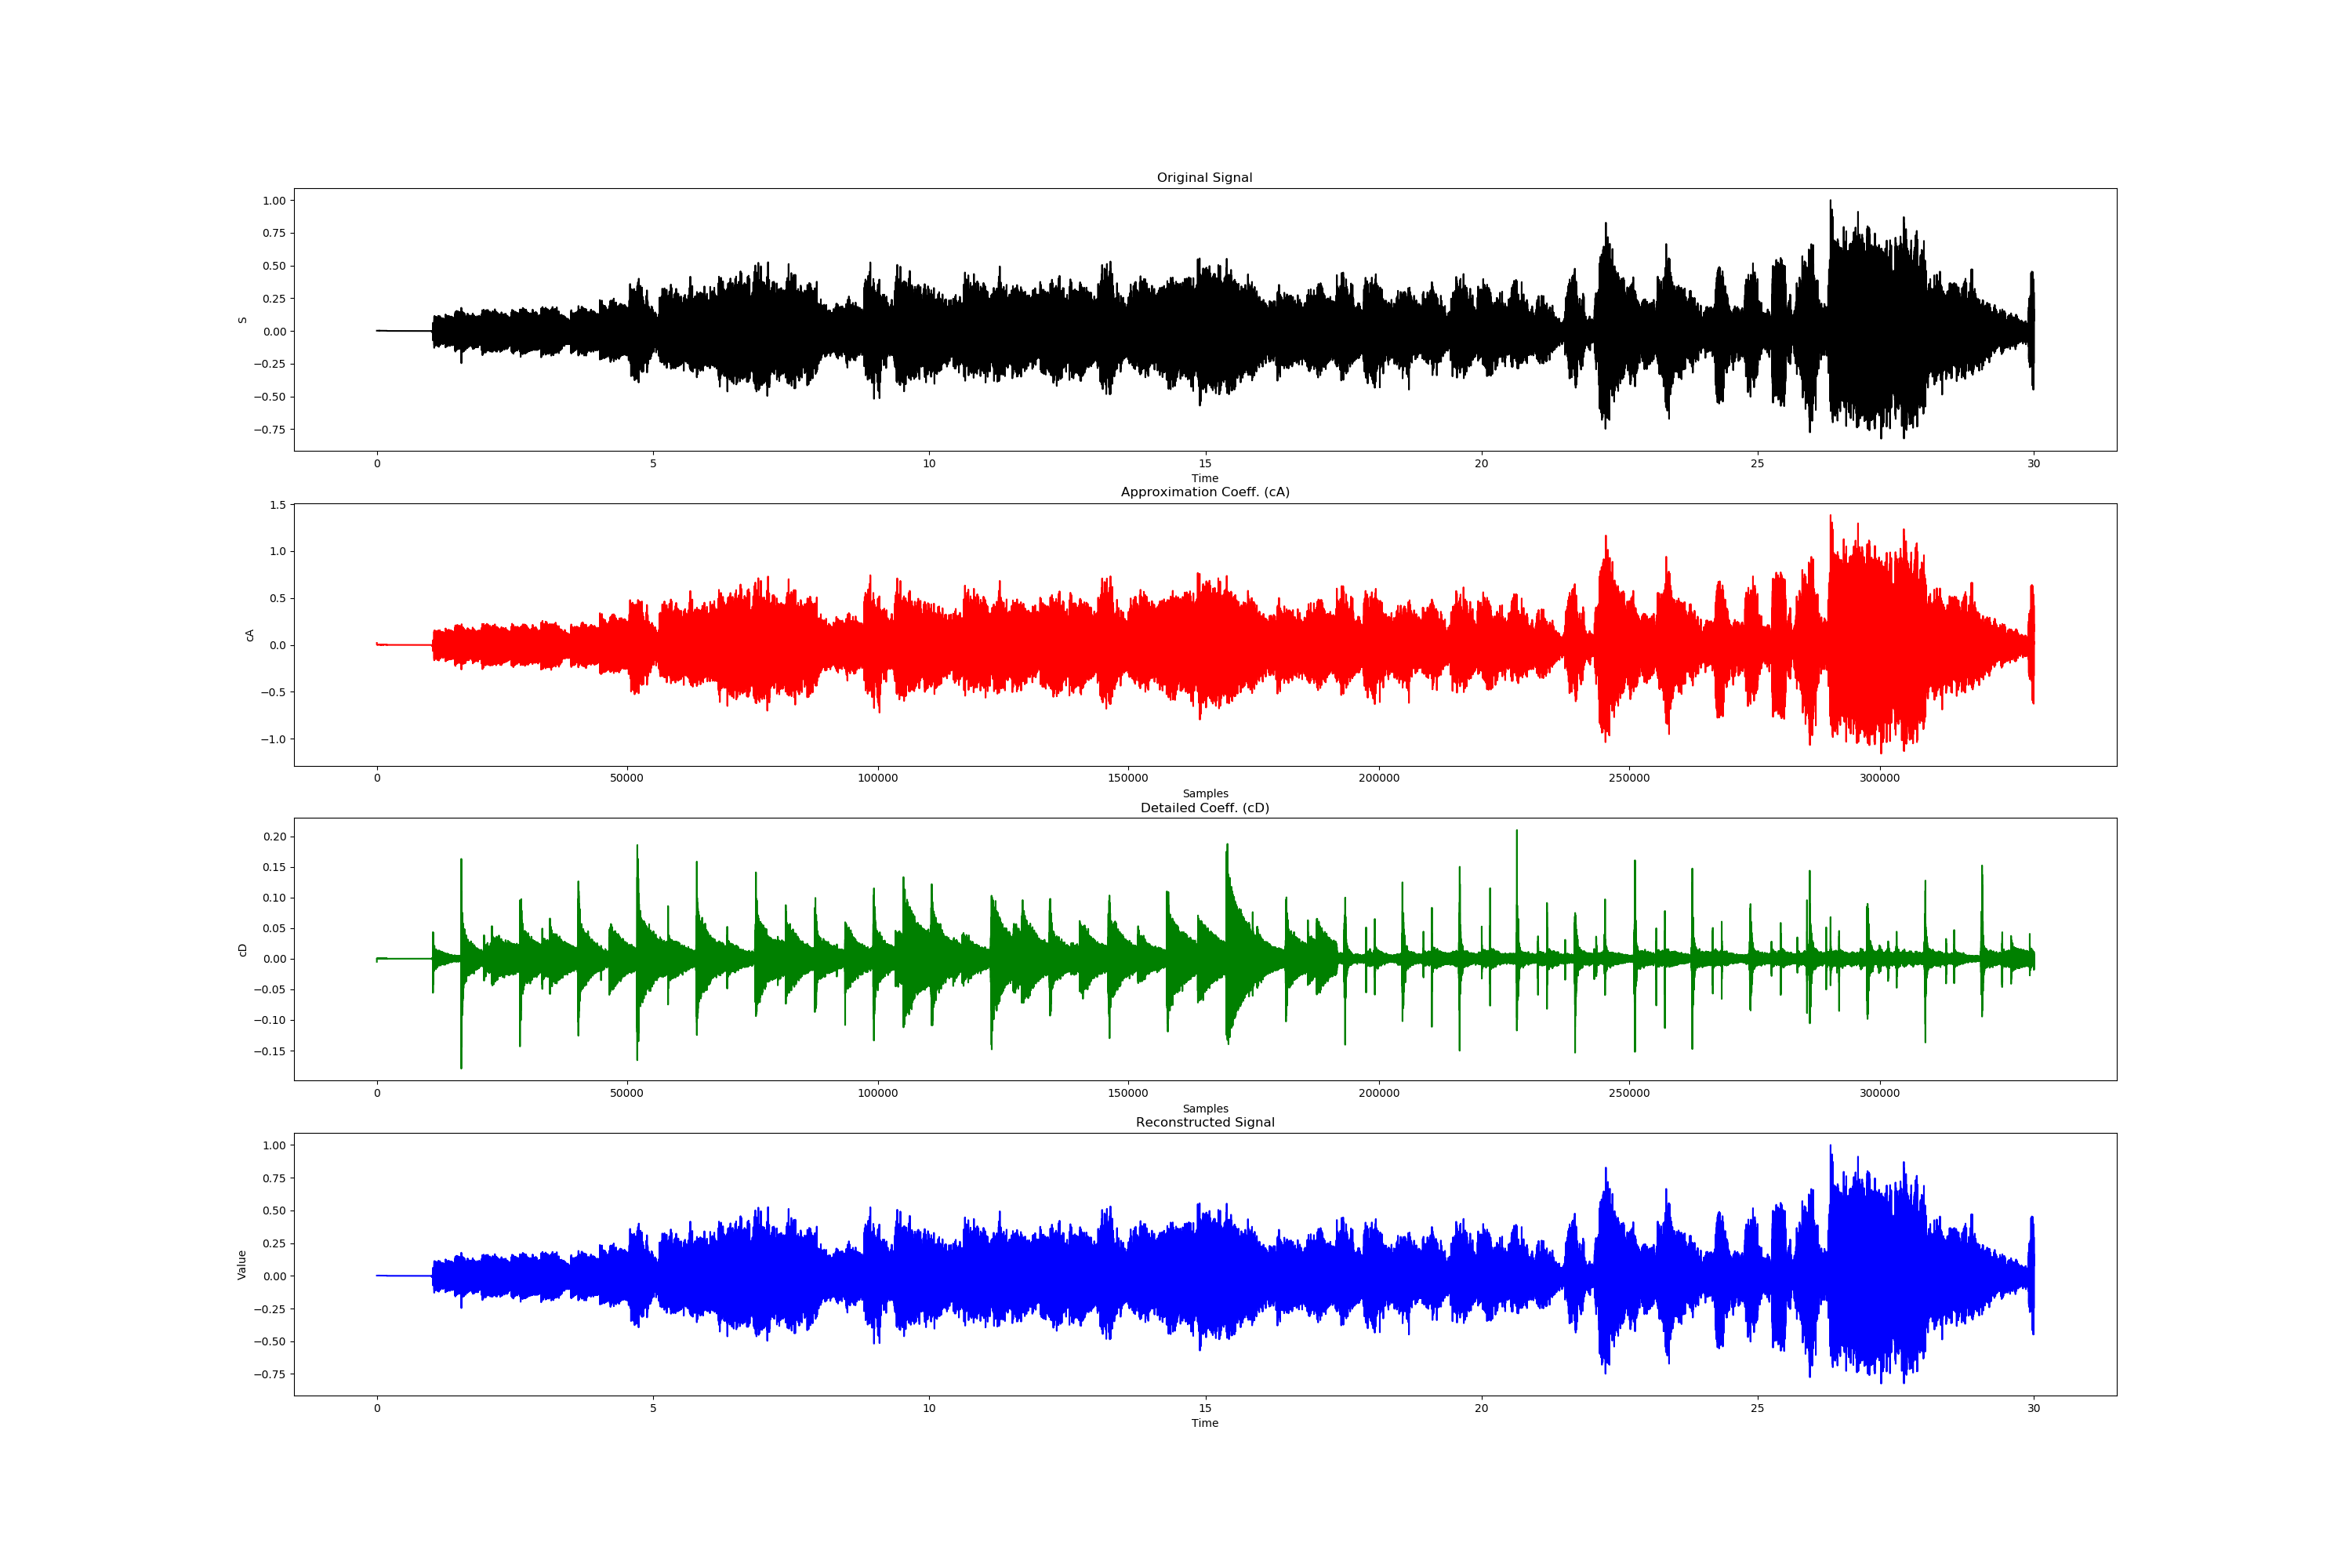 Original Signal
1.00
0.75
0.50
0.25
0.00
−0.25
−0.50
−0.75
S
0 5 10 15 20 25 30
Time
Approximation Coeff. (cA)
1.5
1.0
0.5
0.0
−0.5
−1.0
cA
0 50000 100000 150000 200000 250000 300000
Samples
Detailed Coeff. (cD)
0.20
0.15
0.10
0.05
0.00
−0.05
−0.10
−0.15
cD
0 50000 100000 150000 200000 250000 300000
Samples
Reconstructed Signal
1.00
0.75
0.50
0.25
0.00
−0.25
−0.50
−0.75
Value
0 5 10 15 20 25 30
Time